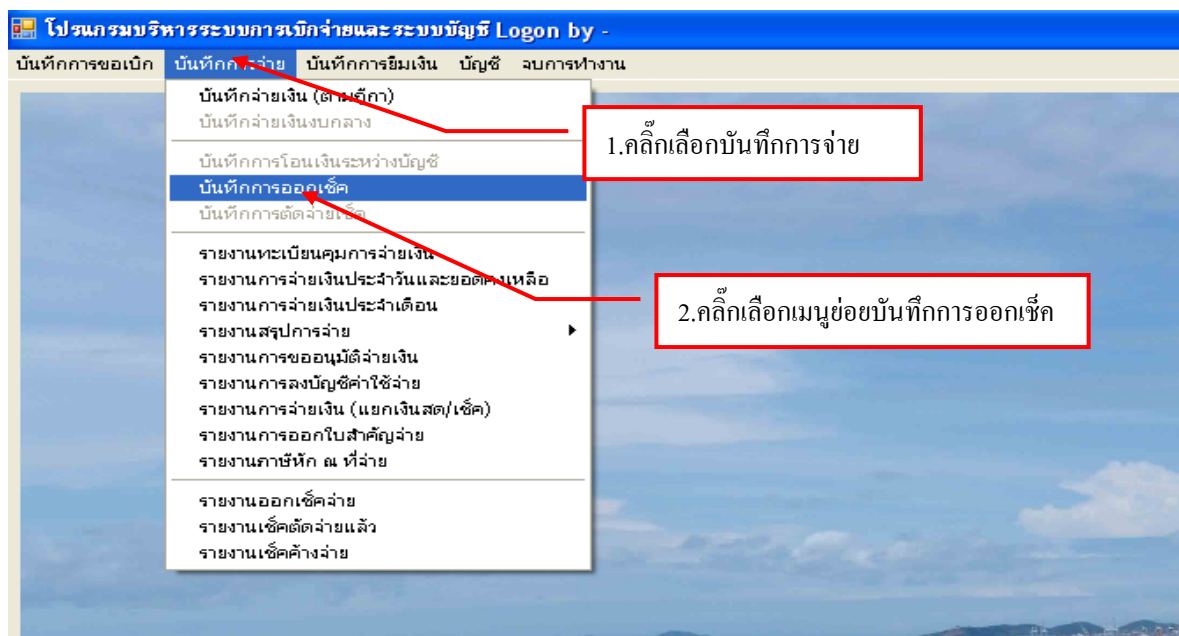 โปรแกรมบริหารระบบการเบิกจ่ายและระบบบัญชี Logon by -
บันทึกการขอเบิก บันทึกการจ่าย บันทึกการยืมเงิน บัญชี จบการทำงาน
บันทึกจ่ายเงิน (ตามฎีกา)
บันทึกจ่ายเงินงบกลาง
1.คลิ๊กเลือกบันทึกการจ่าย
บันทึกการโอนเงินระหว่างบัญชี
บันทึกการออกเช็ค
บันทึกการตัดจ่ายเช็ค
รายงานทะเบียนคุมการจ่ายเงิน
รายงานการจ่ายเงินประจำวันและยอดคงเหลือ
รายงานการจ่ายเงินประจำเดือน
2.คลิ๊กเลือกเมนูย่อยบันทึกการออกเช็ค
รายงานสรุปการจ่าย
รายงานการขออนุมัติจ่ายเงิน
รายงานการลงบัญชีค่าใช้จ่าย
รายงานการจ่ายเงิน (แยกเงินสด/เช็ค)
รายงานการออกใบสำคัญจ่าย
รายงานภาษีหัก ณ ที่จ่าย
รายงานออกเช็คจ่าย
รายงานเช็คตัดจ่ายแล้ว
รายงานเช็คค้างจ่าย